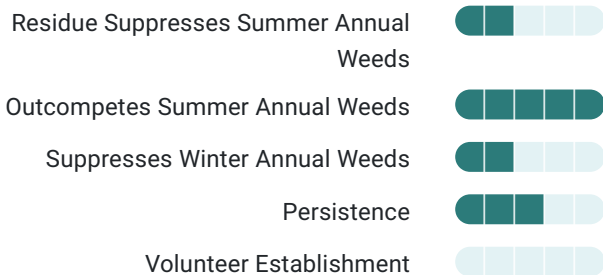 Residue Suppresses Summer Annual
Weeds
Outcompetes Summer Annual Weeds
Suppresses Winter Annual Weeds
Persistence
Volunteer Establishment